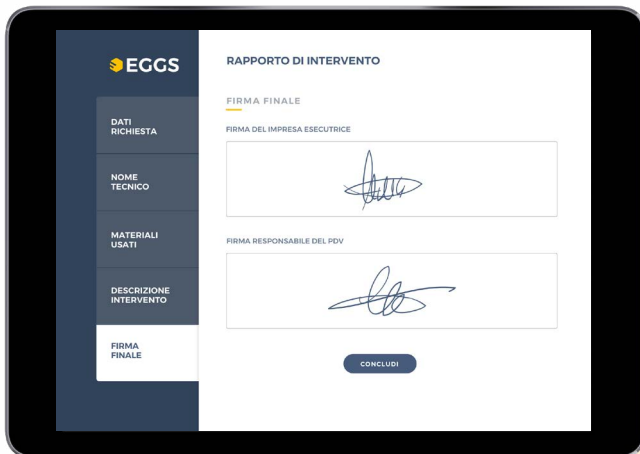 EGGS
DATI
RICHIESTA
NOME
TECNICO
MATERIALI
USATI
DESCRIZIONE
INTERVENTO
FIRMA
FINALE
RAPPORTO DI INTERVENTO
FIRMA FINALE
FIRMA DEL IMPRESA ESECUTRICE
FIRMA RESPONSABILE DEL PDV
CONCLUDI